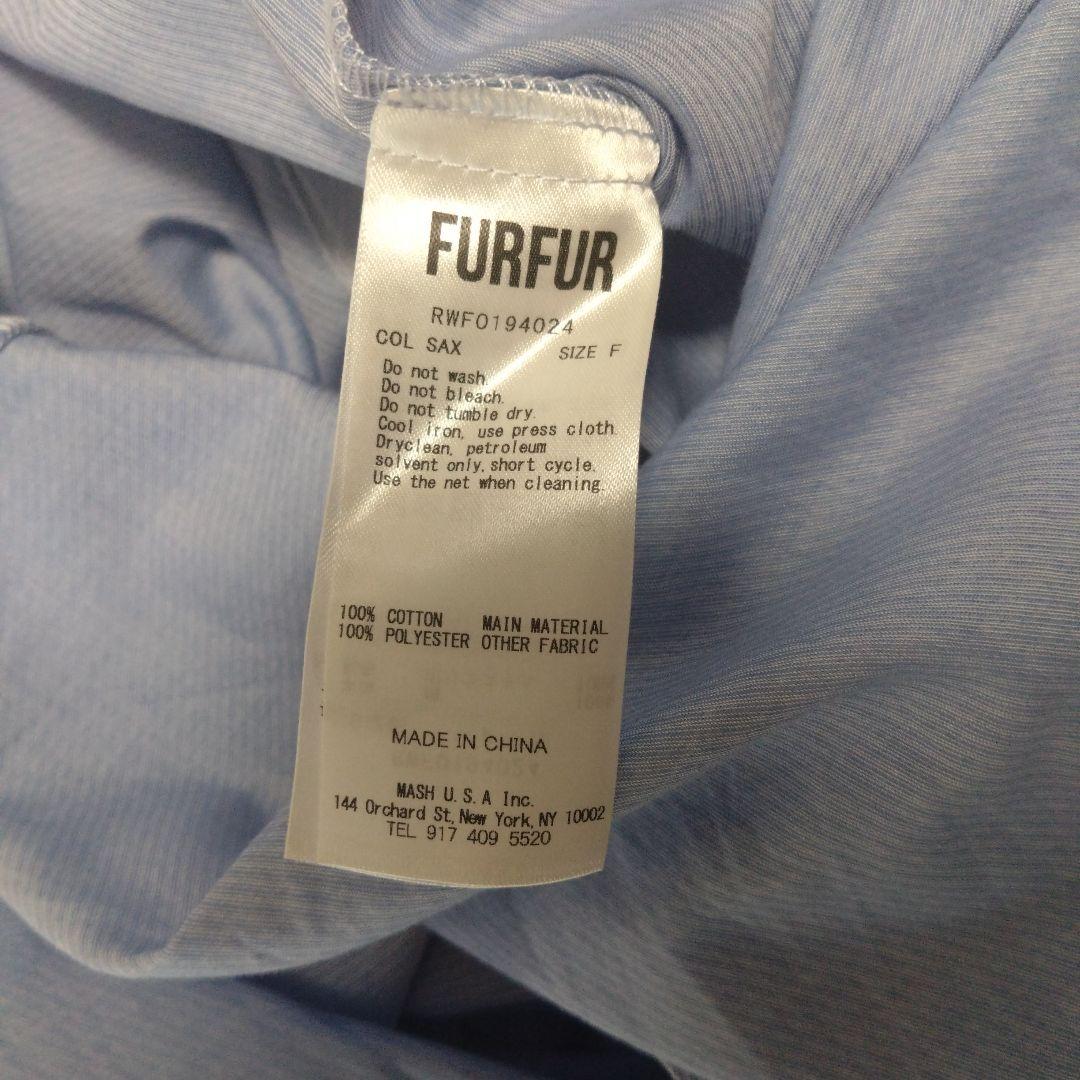 FURFUR
RWFO194024
COL SAX SIZE F
Do not wash.
Do not bleach.
Do not tumble dry.
Cool iron, use press cloth.
Dryclean, petroleum
solvent only, short cycle.
Use the net when cleaning.
100% COTTON MAIN MATERIAL
100% POLYESTER OTHER FABRIC
MADE IN CHINA
MASH U.S.A Inc.
144 Orchard St, New York, NY 10002
TEL 917 409 5520